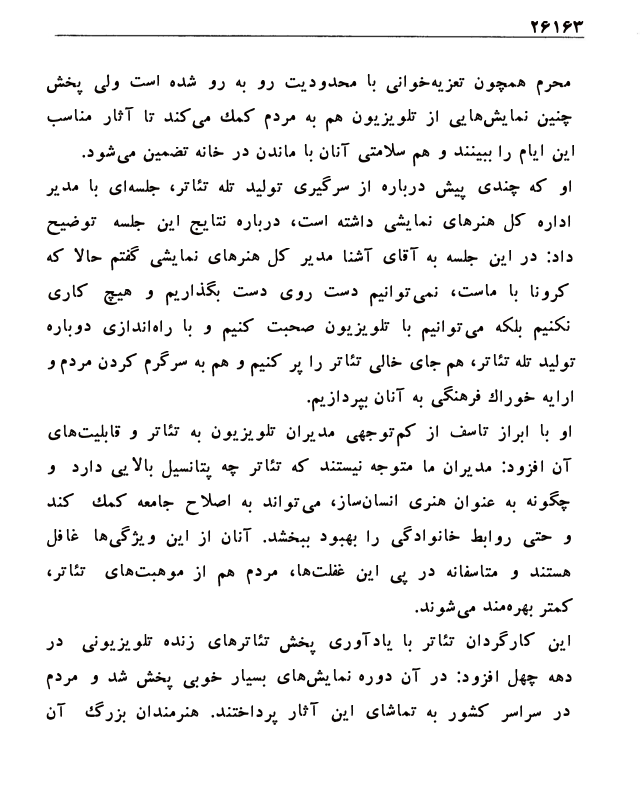 ۲۶۱۶۳
محرم همچون تعزیه‌خوانی با محدودیت رو به رو شده است ولی پخش
چنین نمایش‌هایی از تلویزیون هم به مردم کمك می‌کند تا آثار مناسب
این ایام را ببینند و هم سلامتی آنان با ماندن در خانه تضمین می‌شود.
او که چندی پیش درباره از سرگیری تولید تله تئاتر، جلسه‌ای با مدیر
اداره کل هنرهای نمایشی داشته است، درباره نتایج این جلسه توضیح
داد: در این جلسه به آقای آشنا مدیر کل هنرهای نمایشی گفتم حالا که
کرونا با ماست، نمی‌توانیم دست روی دست بگذاریم و هیچ کاری
نکنیم بلکه می‌توانیم با تلویزیون صحبت کنیم و با راه‌اندازی دوباره
تولید تله تئاتر، هم جای خالی تئاتر را پر کنیم و هم به سرگرم کردن مردم و
ارایه خوراك فرهنگی به آنان بپردازیم.
او با ابراز تاسف از کم‌توجهی مدیران تلویزیون به تئاتر و قابلیت‌های
آن افزود: مدیران ما متوجه نیستند که تئاتر چه پتانسیل بالایی دارد و
چگونه به عنوان هنری انسان‌ساز، می‌تواند به اصلاح جامعه کمك کند
و حتی روابط خانوادگی را بهبود ببخشد. آنان از این ویژگی‌ها غافل
هستند و متاسفانه در پی این غفلت‌ها، مردم هم از موهبت‌های تئاتر،
کمتر بهره‌مند می‌شوند.
این کارگردان تئاتر با یادآوری پخش تئاترهای زنده تلویزیونی در
دهه چهل افزود: در آن دوره نمایش‌های بسیار خوبی پخش شد و مردم
در سراسر کشور به تماشای این آثار پرداختند. هنرمندان بزرگ آن